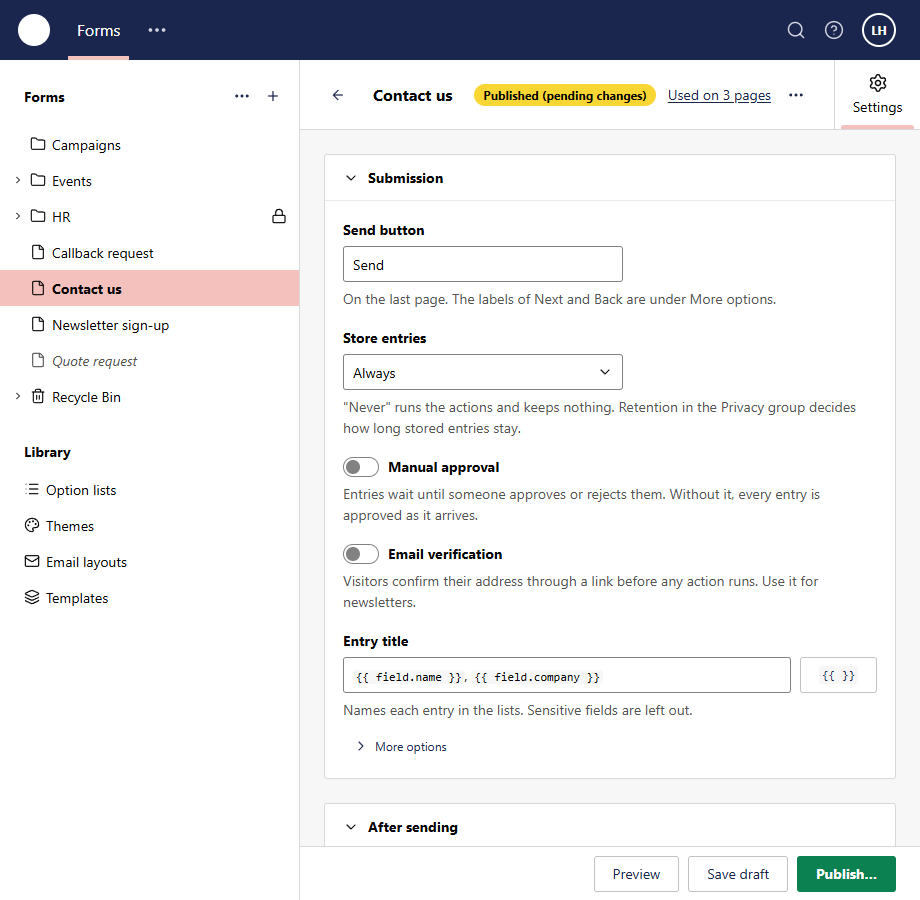 Forms
LH
Forms
Campaigns
Events
HR
Callback request
Contact us
Newsletter sign-up
Quote request
Recycle Bin
Library
Option lists
Themes
Email layouts
Templates
Contact us
Published (pending changes)
Used on 3 pages
Settings
Submission
Send button
Send
On the last page. The labels of Next and Back are under More options.
Store entries
Always
"Never" runs the actions and keeps nothing. Retention in the Privacy group decides
how long stored entries stay.
Manual approval
Entries wait until someone approves or rejects them. Without it, every entry is
approved as it arrives.
Email verification
Visitors confirm their address through a link before any action runs. Use it for
newsletters.
Entry title
{{ field.name }}, {{ field.company }}
{{ }}
Names each entry in the lists. Sensitive fields are left out.
More options
After sending
Preview
Save draft
Publish...